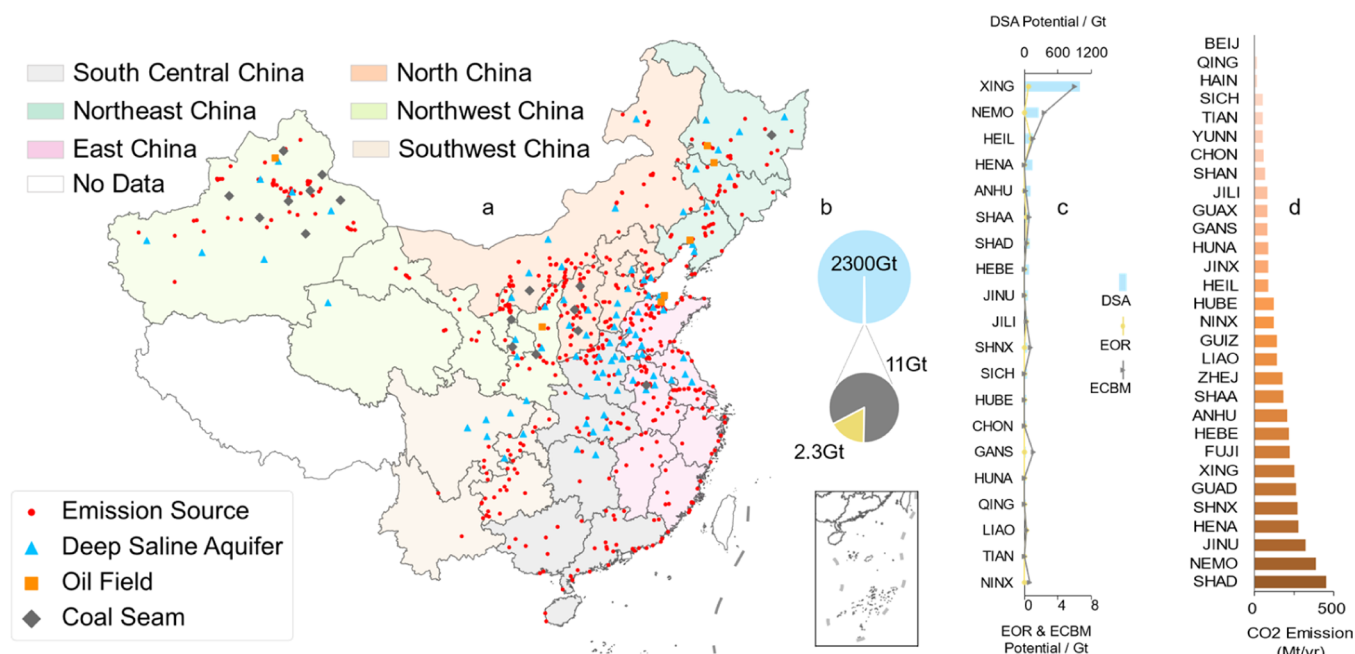 South Central China
North China
Northeast China
Northwest China
East China
Southwest China
No Data
a
Emission Source
Deep Saline Aquifer
Oil Field
Coal Seam
b
2300Gt
11Gt
2.3Gt
DSA Potential / Gt
0 600 1200
XING
NEMO
HEIL
HENA
ANHU
SHAA
SHAD
HEBE
JINU
JILI
SHNX
SICH
HUBE
CHON
GANS
HUNA
QING
LIAO
TIAN
NINX
c
DSA
EOR
ECBM
0 4 8
EOR & ECBM
Potential / Gt
BEIJ
QING
HAIN
SICH
TIAN
YUNN
CHON
SHAN
JILI
GUAX
GANS
HUNA
JINX
HEIL
HUBE
NINX
GUIZ
LIAO
ZHEJ
SHAA
ANHU
HEBE
FUJI
XING
GUAD
SHNX
HENA
JINU
NEMO
SHAD
d
0 500
CO2 Emission
(Mt/yr)